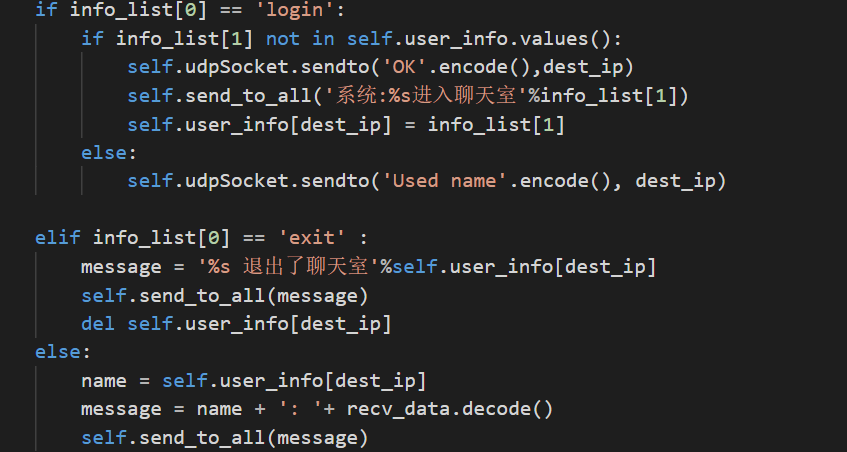 if info_list[0] == 'login':
    if info_list[1] not in self.user_info.values():
        self.udpSocket.sendto('OK'.encode(),dest_ip)
        self.send_to_all('系统:%s进入聊天室'%info_list[1])
        self.user_info[dest_ip] = info_list[1]
    else:
        self.udpSocket.sendto('Used name'.encode(), dest_ip)
elif info_list[0] == 'exit' :
    message = '%s 退出了聊天室'%self.user_info[dest_ip]
    self.send_to_all(message)
    del self.user_info[dest_ip]
else:
    name = self.user_info[dest_ip]
    message = name + ': '+ recv_data.decode()
    self.send_to_all(message)